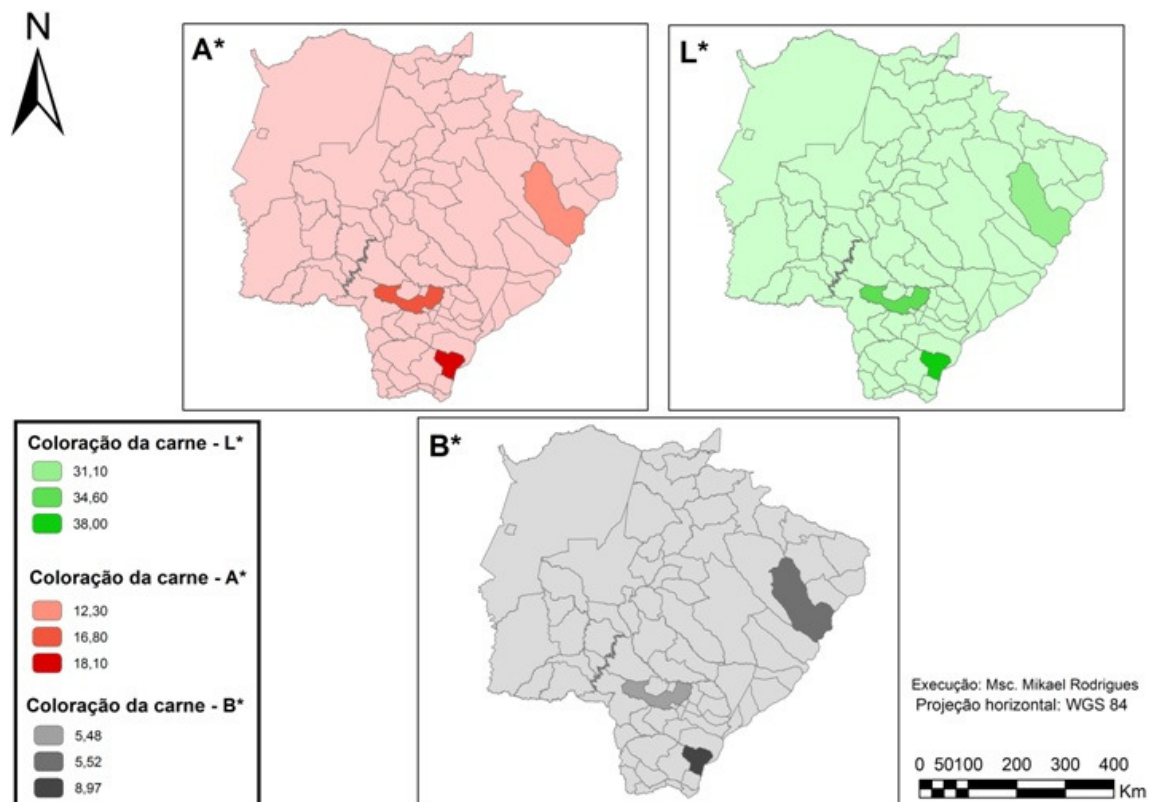 N
A*
L*
B*
Coloração da carne - L*
31,10
34,60
38,00
Coloração da carne - A*
12,30
16,80
18,10
Coloração da carne - B*
5,48
5,52
8,97
Execução: Msc. Mikael Rodrigues
Projeção horizontal: WGS 84
0 50100 200 300 400
Km